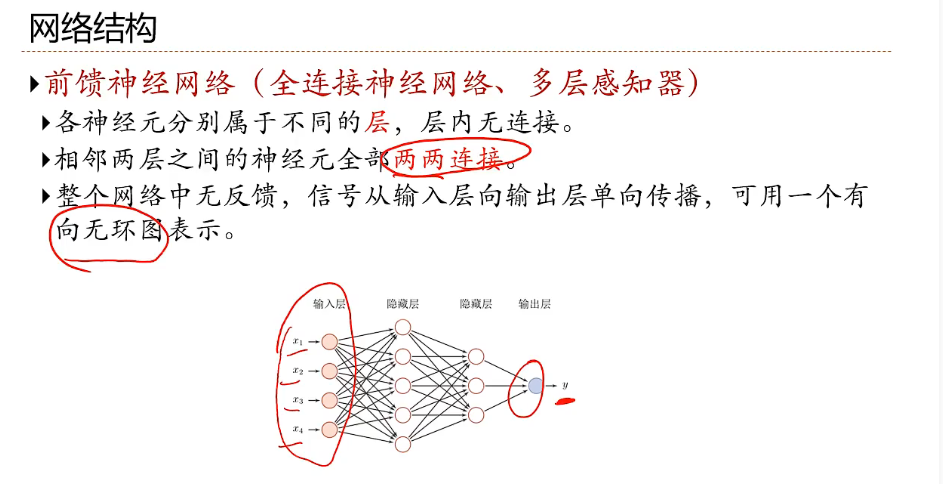 网络结构
前馈神经网络（全连接神经网络、多层感知器）
各神经元分别属于不同的层，层内无连接。
相邻两层之间的神经元全部两两连接。
整个网络中无反馈，信号从输入层向输出层单向传播，可用一个有
向无环图表示。
输入层 隐藏层 隐藏层 输出层
x₁
x₂
x₃
x₄
y